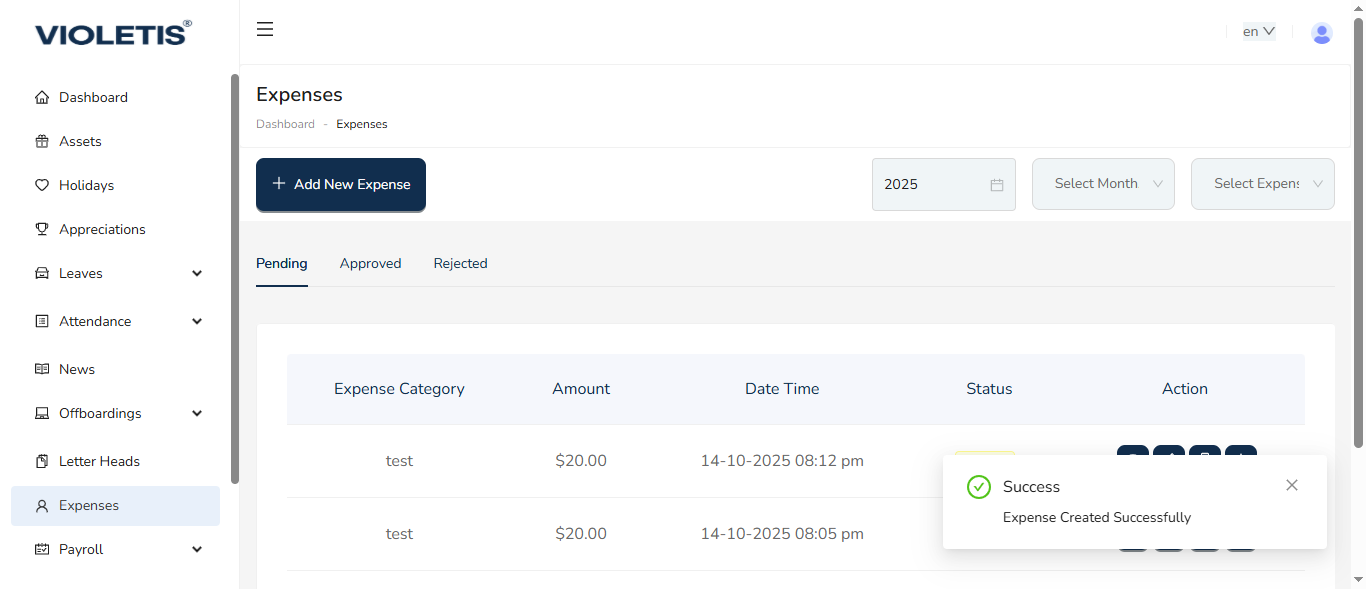 VIOLETIS®
en
Dashboard
Assets
Holidays
Appreciations
Leaves
Attendance
News
Offboardings
Letter Heads
Expenses
Payroll
Expenses
Dashboard - Expenses
Add New Expense
2025
Select Month
Select Expens
Pending Approved Rejected
Expense Category Amount Date Time Status Action
test $20.00 14-10-2025 08:12 pm
test $20.00 14-10-2025 08:05 pm
Success
Expense Created Successfully